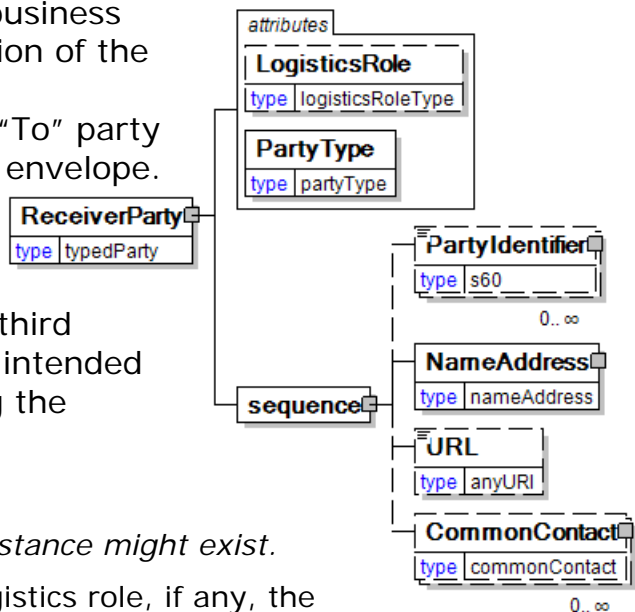 business
ion of the
“To” party
envelope.
third
intended
g the
stance might exist.
gistics role, if any, the
attributes
LogisticsRole
type logisticsRoleType
PartyType
type partyType
ReceiverParty
type typedParty
sequence
PartyIdentifier
type s60
0.. ∞
NameAddress
type nameAddress
URL
type anyURI
CommonContact
type commonContact
0.. ∞